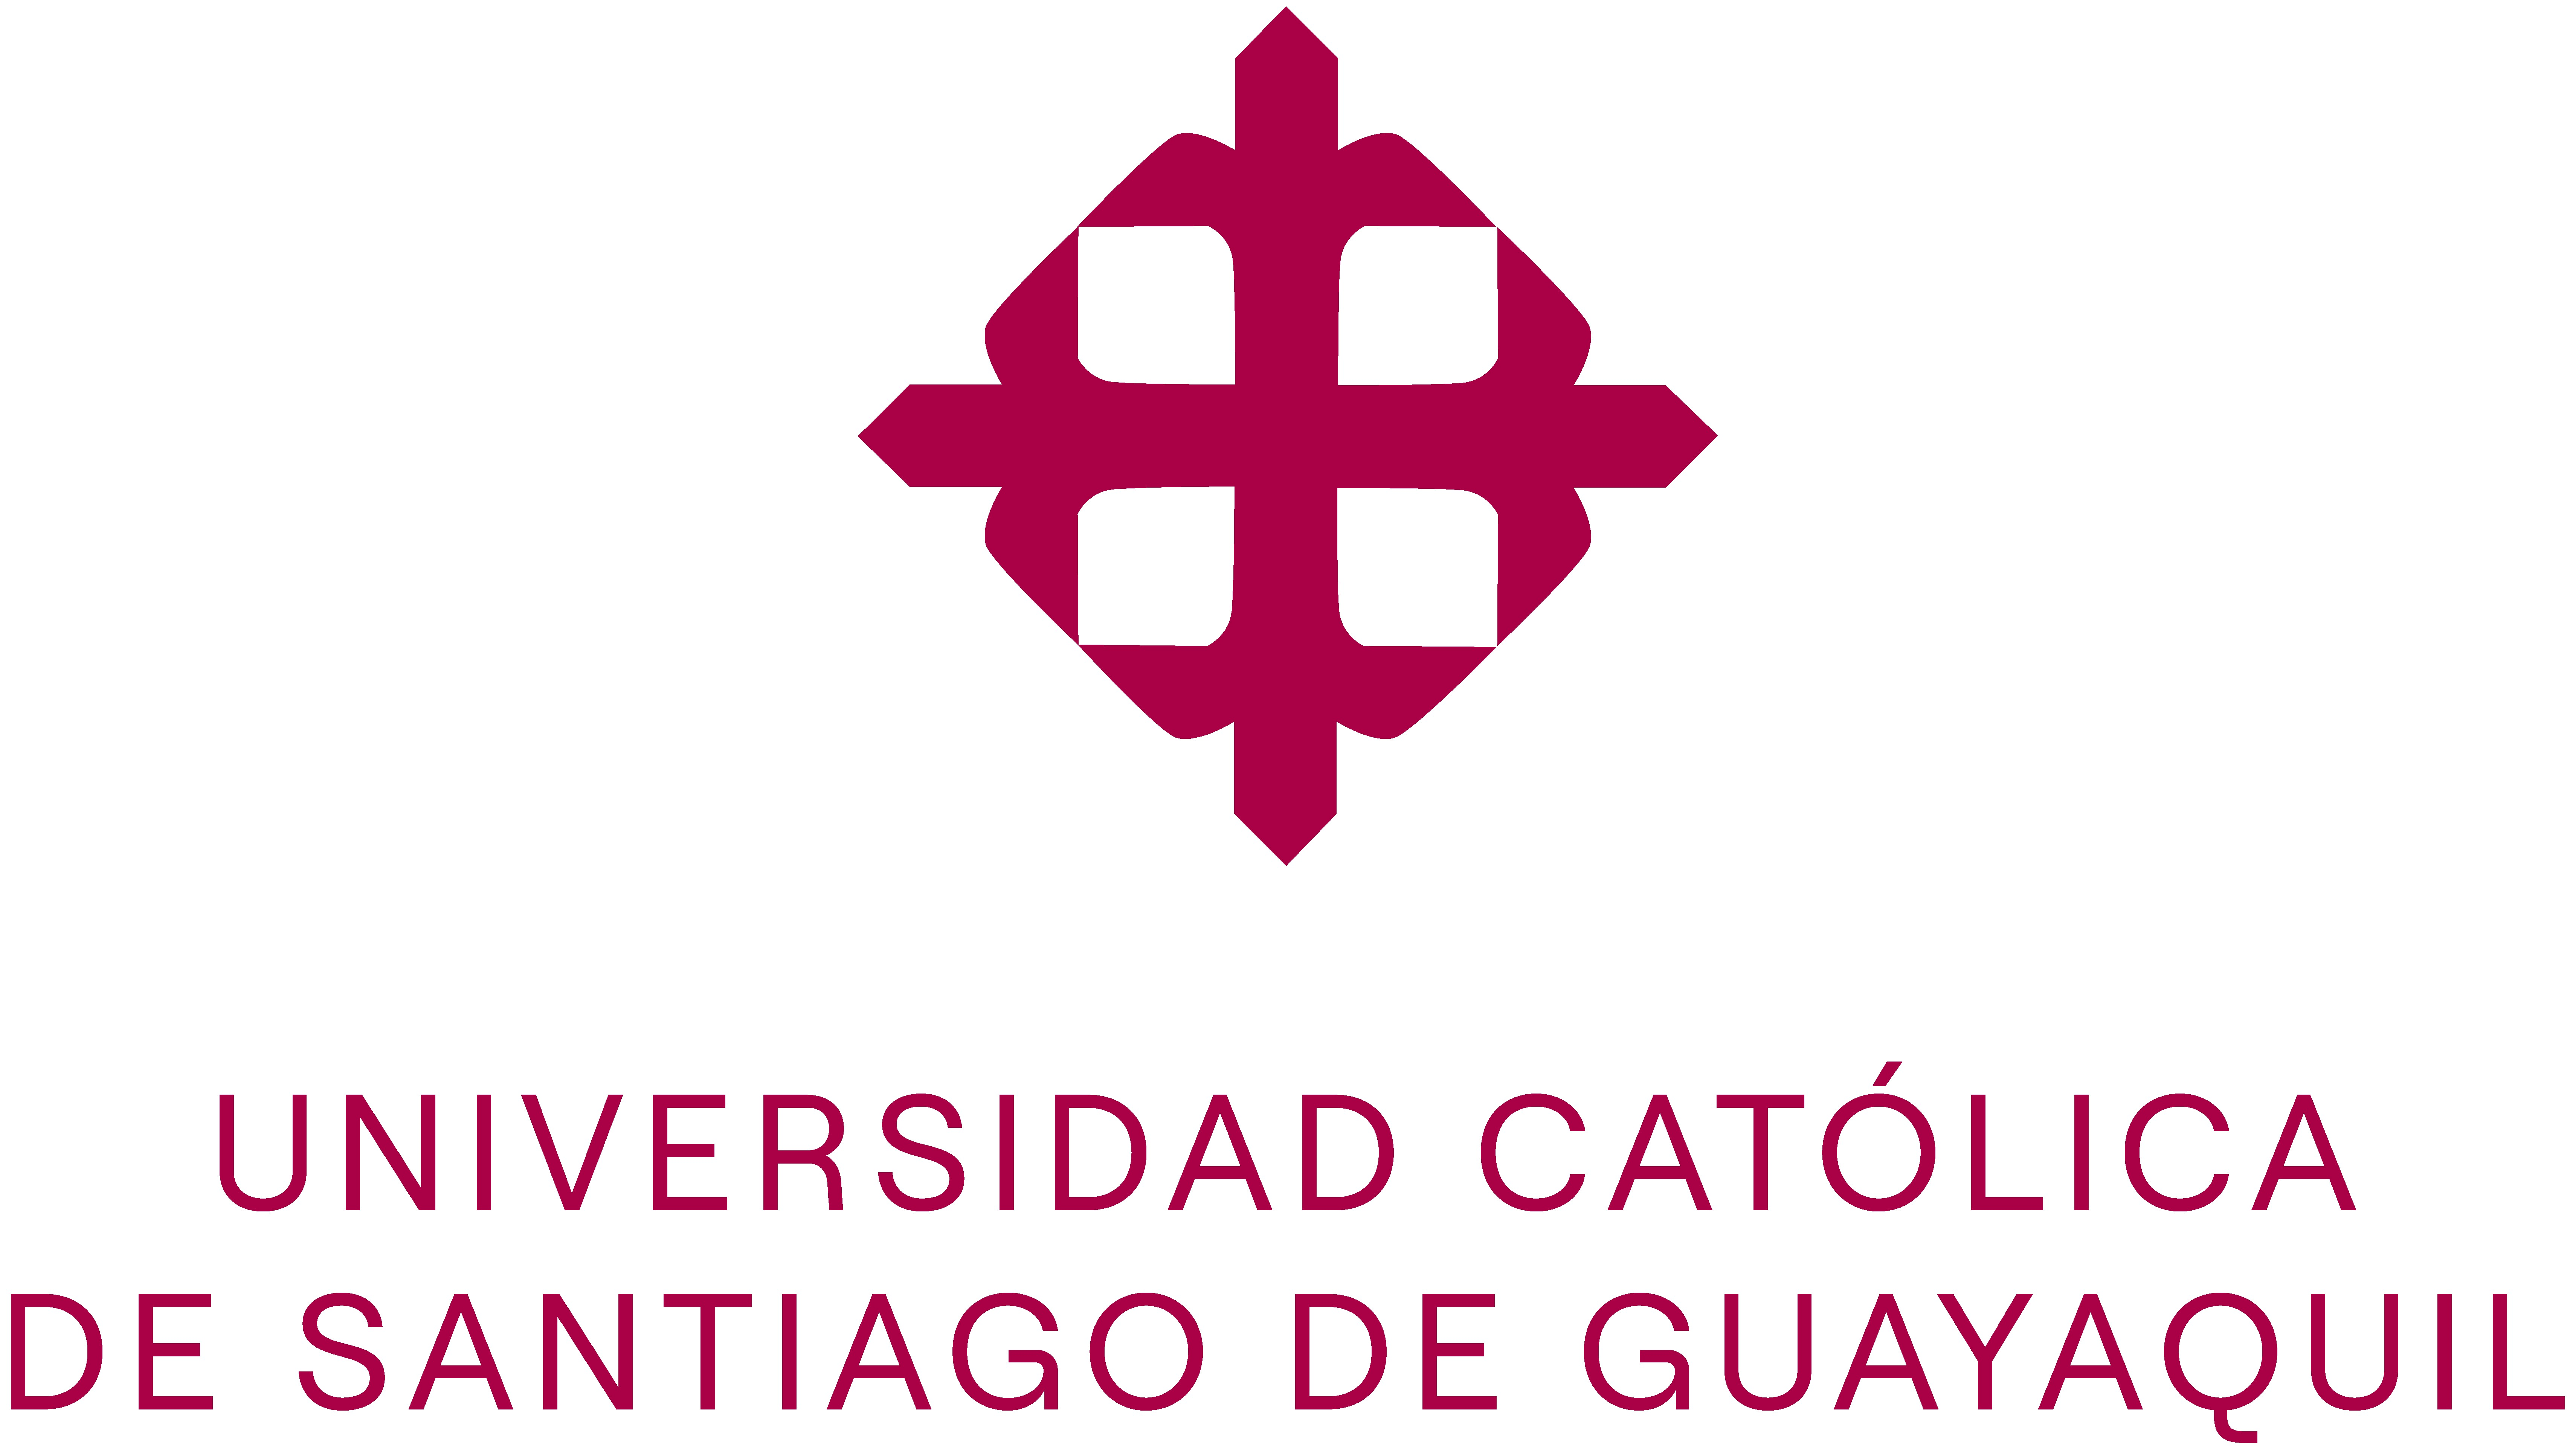 UNIVERSIDAD CATÓLICA
DE SANTIAGO DE GUAYAQUIL